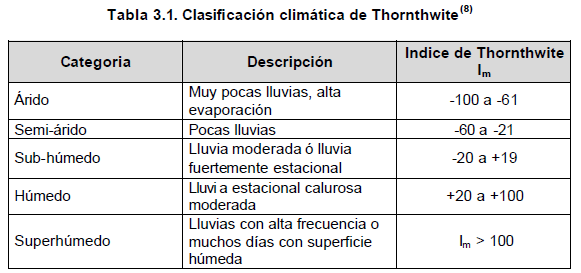 Tabla 3.1. Clasificación climática de Thornthwite(8)
Categoria Descripción Indice de Thornthwite Im
Árido Muy pocas lluvias, alta evaporación -100 a -61
Semi-árido Pocas lluvias -60 a -21
Sub-húmedo Lluvia moderada ó lluvia fuertemente estacional -20 a +19
Húmedo Lluvia estacional calurosa moderada +20 a +100
Superhúmedo Lluvias con alta frecuencia o muchos días con superficie húmeda Im > 100